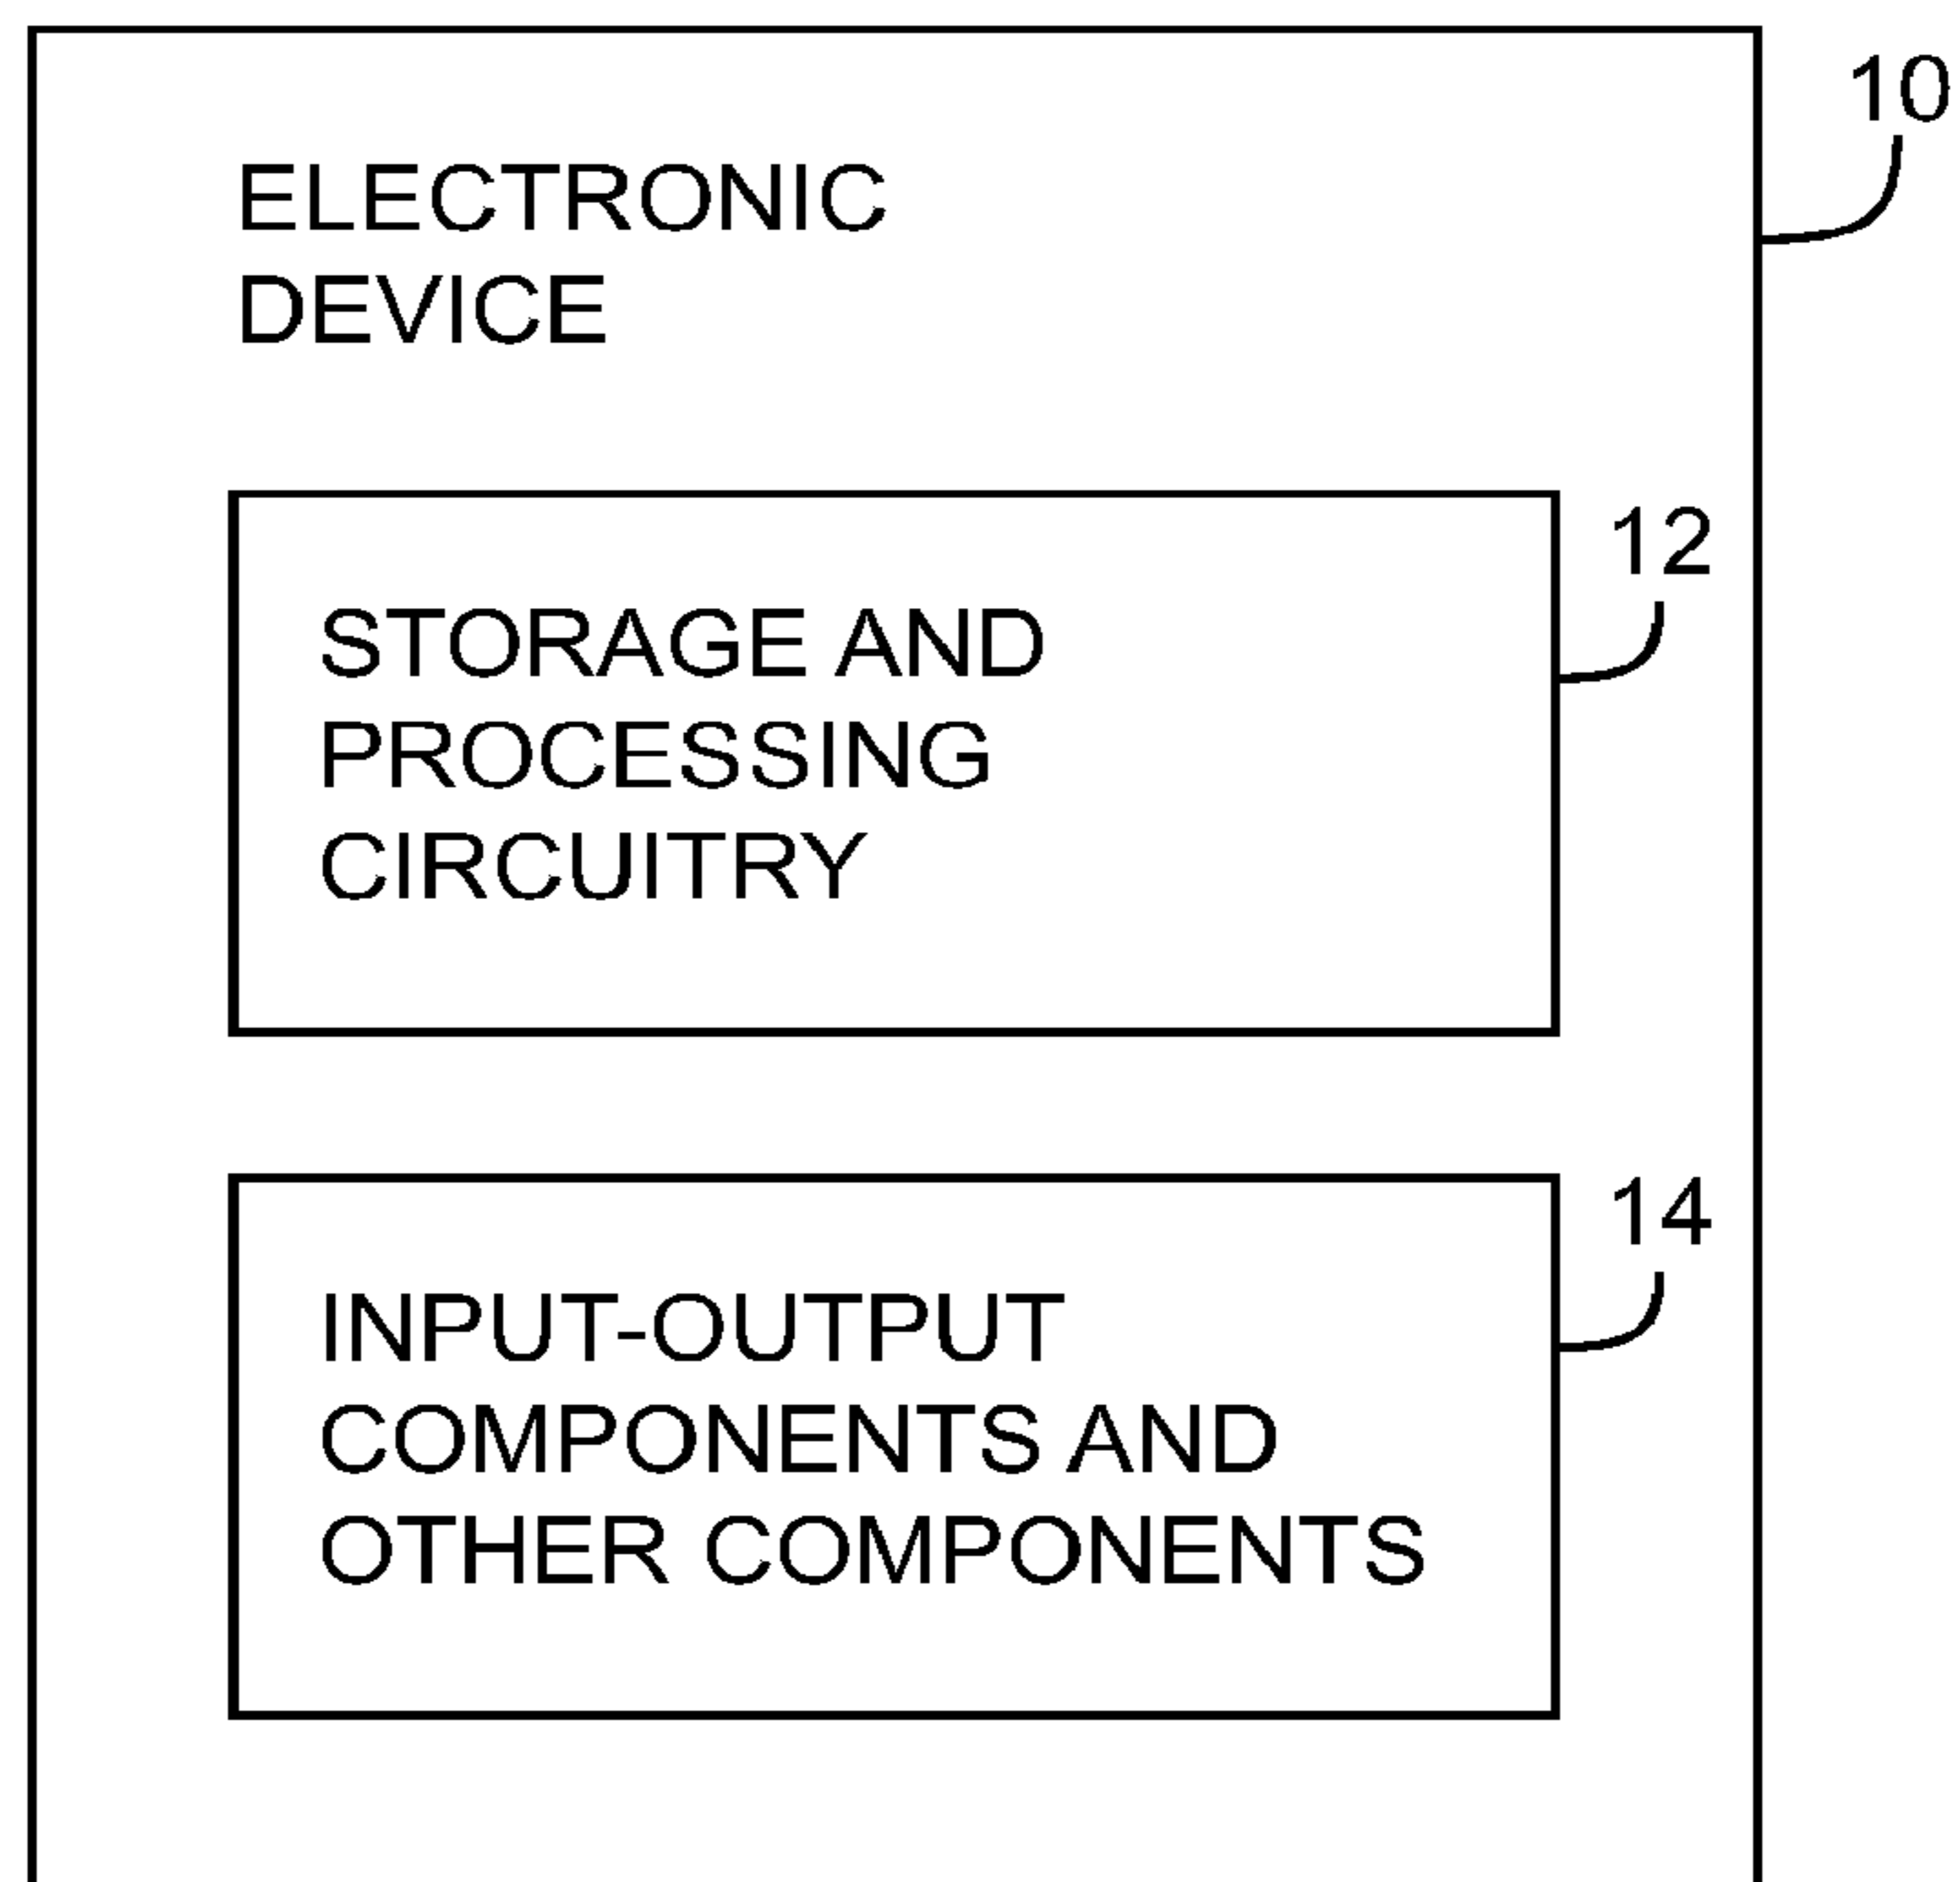 10
ELECTRONIC
DEVICE
12
STORAGE AND
PROCESSING
CIRCUITRY
14
INPUT-OUTPUT
COMPONENTS AND
OTHER COMPONENTS